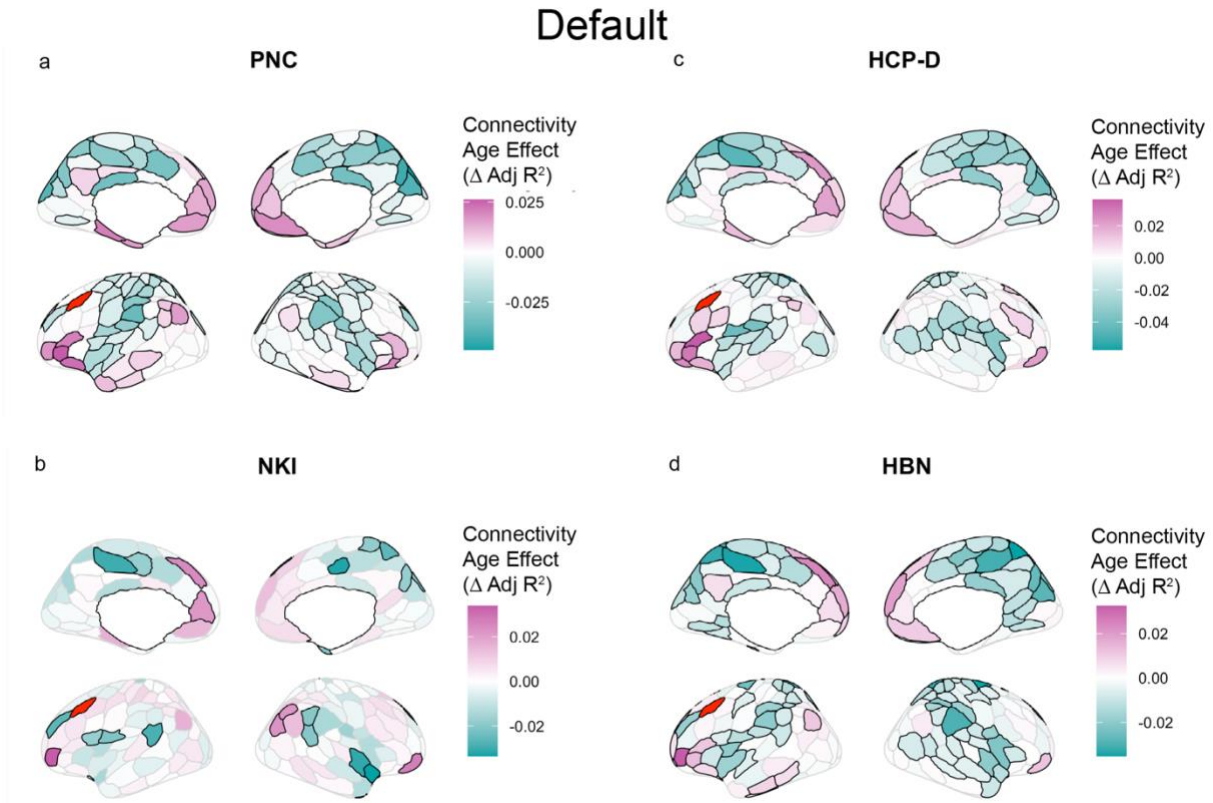 Default
a
PNC
Connectivity
Age Effect
(Δ Adj R²)
0.025
0.000
-0.025
c
HCP-D
Connectivity
Age Effect
(Δ Adj R²)
0.02
0.00
-0.02
-0.04
b
NKI
Connectivity
Age Effect
(Δ Adj R²)
0.02
0.00
-0.02
d
HBN
Connectivity
Age Effect
(Δ Adj R²)
0.02
0.00
-0.02